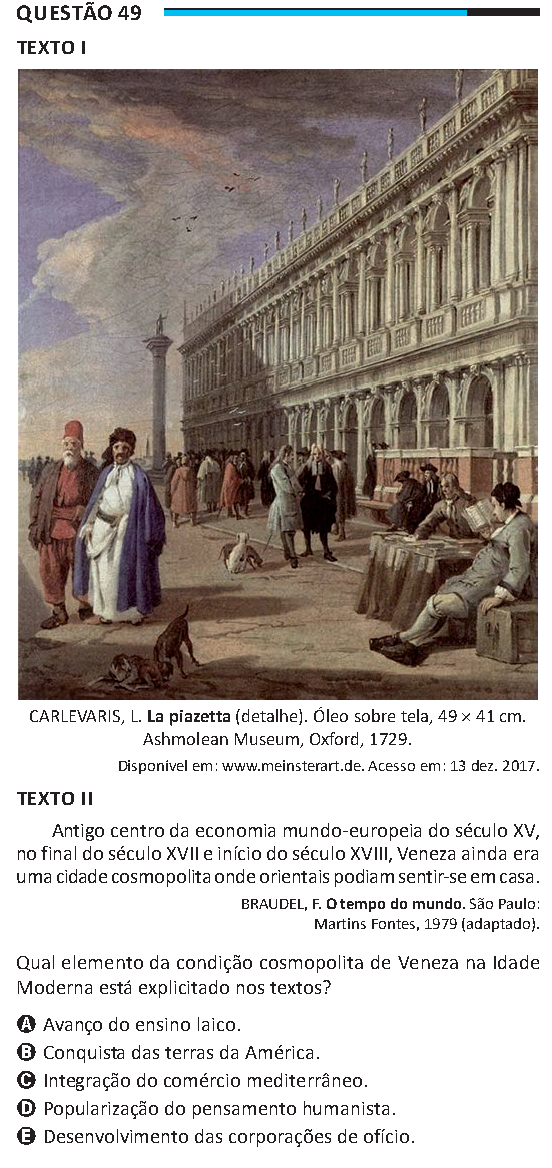 QUESTÃO 49
TEXTO I
CARLEVARIS, L. La piazetta (detalhe). Óleo sobre tela, 49 × 41 cm.
Ashmolean Museum, Oxford, 1729.
Disponível em: www.meinsterart.de. Acesso em: 13 dez. 2017.
TEXTO II
Antigo centro da economia mundo-europeia do século XV,
no final do século XVII e início do século XVIII, Veneza ainda era
uma cidade cosmopolita onde orientais podiam sentir-se em casa.
BRAUDEL, F. O tempo do mundo. São Paulo:
Martins Fontes, 1979 (adaptado).
Qual elemento da condição cosmopolita de Veneza na Idade
Moderna está explicitado nos textos?
A Avanço do ensino laico.
B Conquista das terras da América.
C Integração do comércio mediterrâneo.
D Popularização do pensamento humanista.
E Desenvolvimento das corporações de ofício.